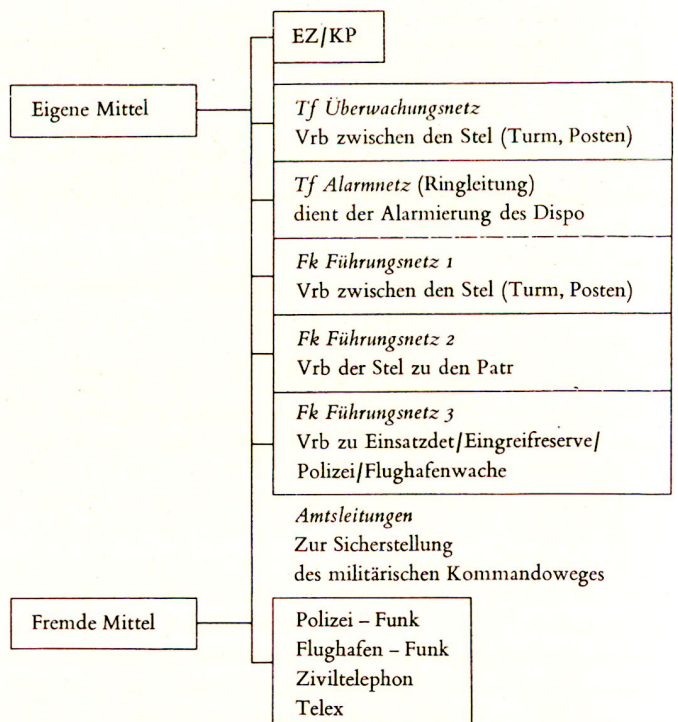 EZ/KP
Eigene Mittel
Tf Überwachungsnetz
Vrb zwischen den Stel (Turm, Posten)
Tf Alarmnetz (Ringleitung)
dient der Alarmierung des Dispo
Fk Führungsnetz 1
Vrb zwischen den Stel (Turm, Posten)
Fk Führungsnetz 2
Vrb der Stel zu den Patr
Fk Führungsnetz 3
Vrb zu Einsatzdet/Eingreifreserve/
Polizei/Flughafenwache
Amtsleitungen
Zur Sicherstellung
des militärischen Kommandoweges
Fremde Mittel
Polizei – Funk
Flughafen – Funk
Ziviltelephon
Telex